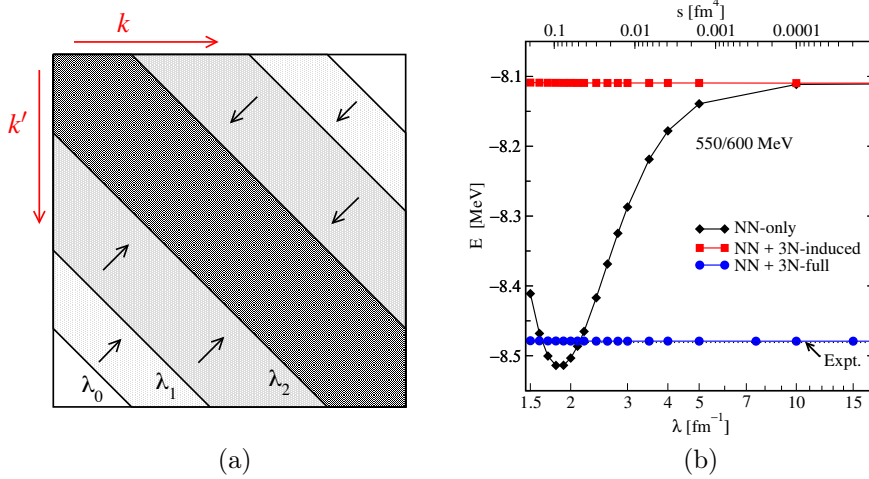 k
k′
λ0
λ1
λ2
(a)
s [fm4]
0.1
0.01
0.001
0.0001
−8.1
−8.2
−8.3
−8.4
−8.5
E [MeV]
550/600 MeV
NN-only
NN + 3N-induced
NN + 3N-full
Expt.
1.5
2
3
4
5
10
15
λ [fm−1]
(b)